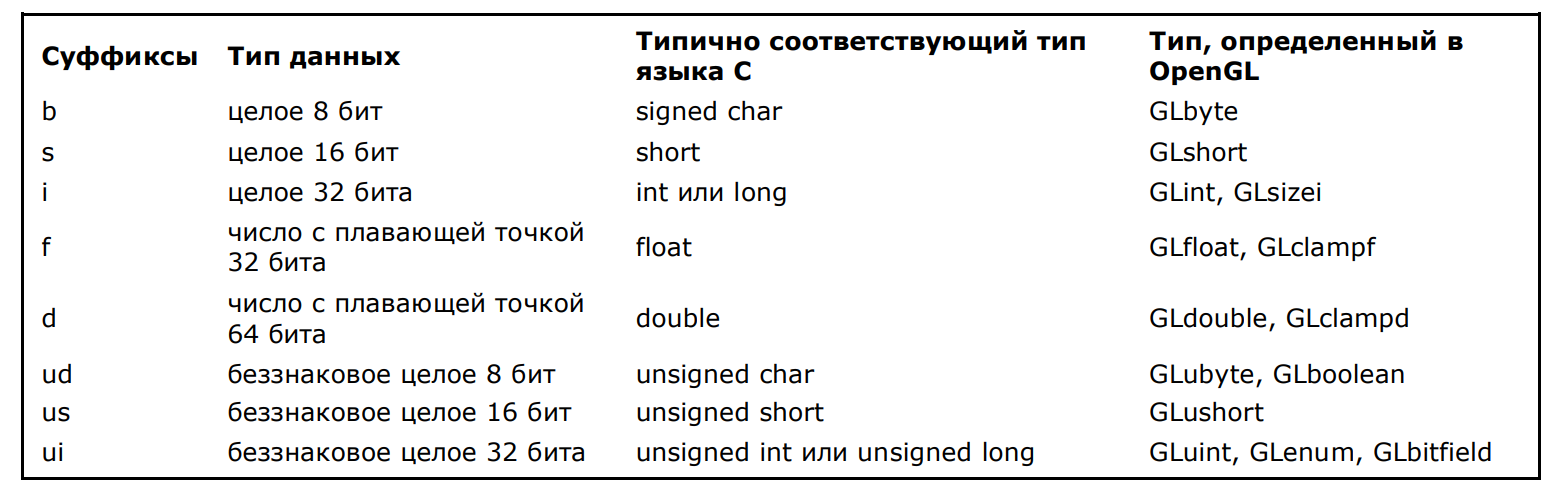 Суффиксы Тип данных Типично соответствующий тип языка С Тип, определенный в OpenGL
b целое 8 бит signed char GLbyte
s целое 16 бит short GLshort
i целое 32 бита int или long GLint, GLsizei
f число с плавающей точкой 32 бита float GLfloat, GLclampf
d число с плавающей точкой 64 бита double GLdouble, GLclampd
ud беззнаковое целое 8 бит unsigned char GLubyte, GLboolean
us беззнаковое целое 16 бит unsigned short GLushort
ui беззнаковое целое 32 бита unsigned int или unsigned long GLuint, GLenum, GLbitfield